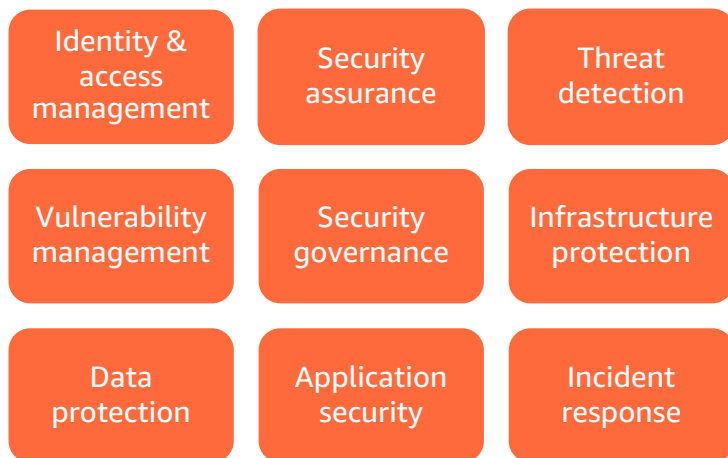 Identity &
access
management
Security
assurance
Threat
detection
Vulnerability
management
Security
governance
Infrastructure
protection
Data
protection
Application
security
Incident
response